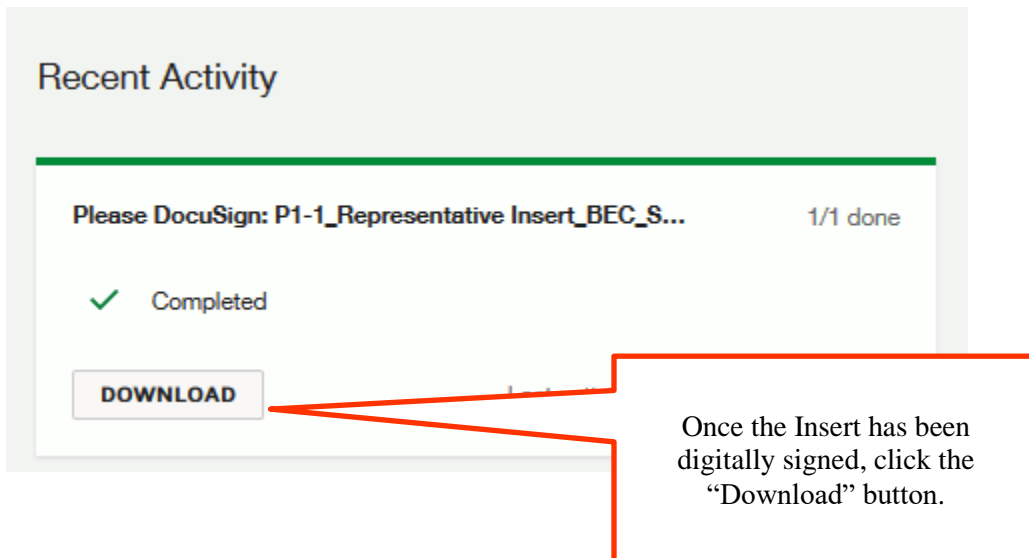 Recent Activity
Please DocuSign: P1-1_Representative Insert_BEC_S...
1/1 done
Completed
DOWNLOAD
Once the Insert has been
digitally signed, click the
“Download” button.